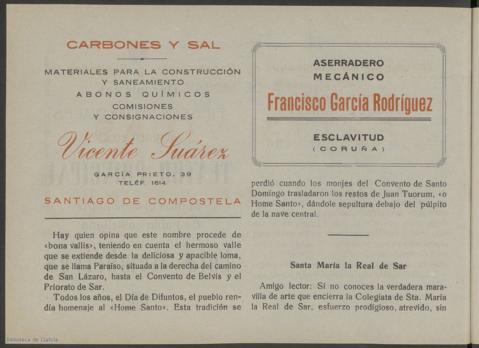 CARBONES Y SAL
MATERIALES PARA LA CONSTRUCCIÓN
Y SANEAMIENTO
ABONOS QUÍMICOS
COMISIONES
Y CONSIGNACIONES
Vicente Suárez
GARCÍA PRIETO, 39
TELÉF. 1614
SANTIAGO DE COMPOSTELA
Hay quien opina que este nombre procede de
«bona vallis», teniendo en cuenta el hermoso valle
que se extiende desde la deliciosa y apacible loma,
que se llama Paraíso, situada a la derecha del camino
de San Lázaro, hasta el Convento de Belvís y el
Priorato de Sar.
Todos los años, el Día de Difuntos, el pueblo ren-
día homenaje al «Home Santo». Esta tradición se
ASERRADERO
MECÁNICO
Francisco García Rodríguez
ESCLAVITUD
(CORUÑA)
perdió cuando los monjes del Convento de Santo
Domingo trasladaron los restos de Juan Tuorum, «o
Home Santo», dándole sepultura debajo del púlpito
de la nave central.
Santa María la Real de Sar
Amigo lector: Si no conoces la verdadera mara-
villa de arte que encierra la Colegiata de Sta. María
la Real de Sar, esfuerzo prodigioso, atrevido, sin
Biblioteca de Galicia